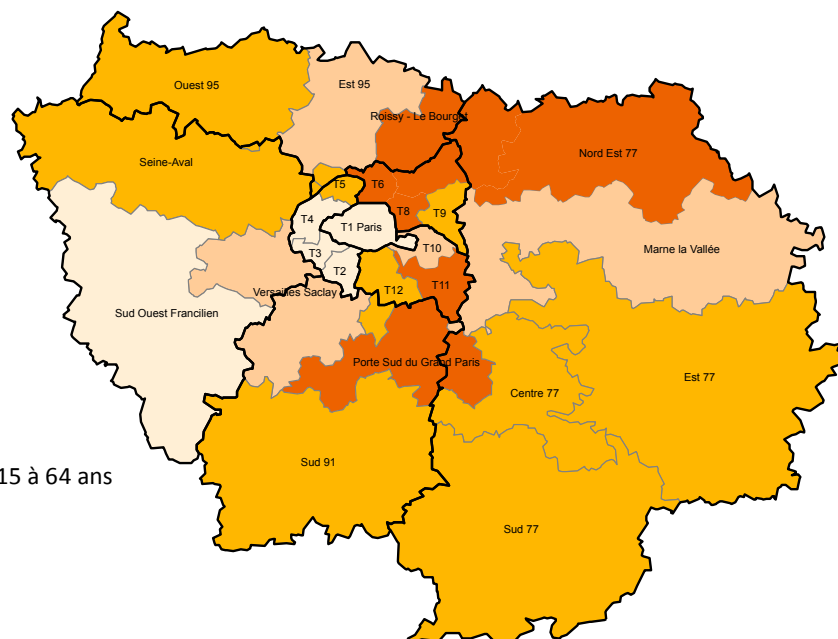 Ouest 95
Est 95
Roissy - Le Bourget
Nord Est 77
Seine-Aval
T5
T6
T4
T8
T9
T1 Paris
T3
T10
Marne la Vallée
T2
Versailles Saclay
T12
T11
Sud Ouest Francilien
Porte Sud du Grand Paris
Est 77
Centre 77
Sud 91
15 à 64 ans
Sud 77